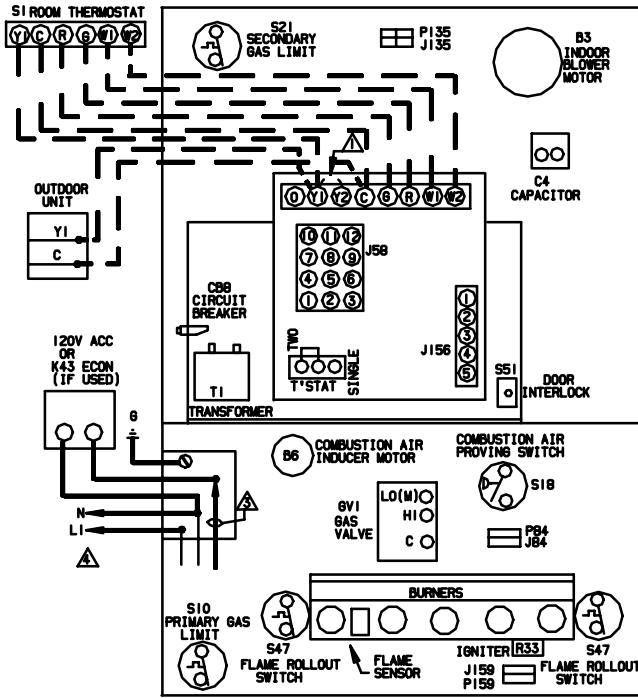 S1 ROOM THERMOSTAT
Y1 C R G W1 W2
S21
SECONDARY
GAS LIMIT
P135
J135
B3
INDOOR
BLOWER
MOTOR
C4
CAPACITOR
1
OUTDOOR
UNIT
Y1
C
O Y1 Y2 C G R W1 W2
10 11 12
7 8 9
4 5 6
1 2 3
J58
CB8
CIRCUIT
BREAKER
T1
TRANSFORMER
TWO
T'STAT
SINGLE
1
2
3
4
5
J156
S51
DOOR
INTERLOCK
120V ACC
OR
K43 ECON
(IF USED)
G
N
L1
4
3
B6
COMBUSTION AIR
INDUCER MOTOR
COMBUSTION AIR
PROVING SWITCH
S18
GV1
GAS
VALVE
LO(M)
HI
C
P84
J84
BURNERS
S10
PRIMARY GAS
LIMIT
S47
FLAME ROLLOUT
SWITCH
FLAME
SENSOR
IGNITER R33
J159
P159
S47
FLAME ROLLOUT
SWITCH